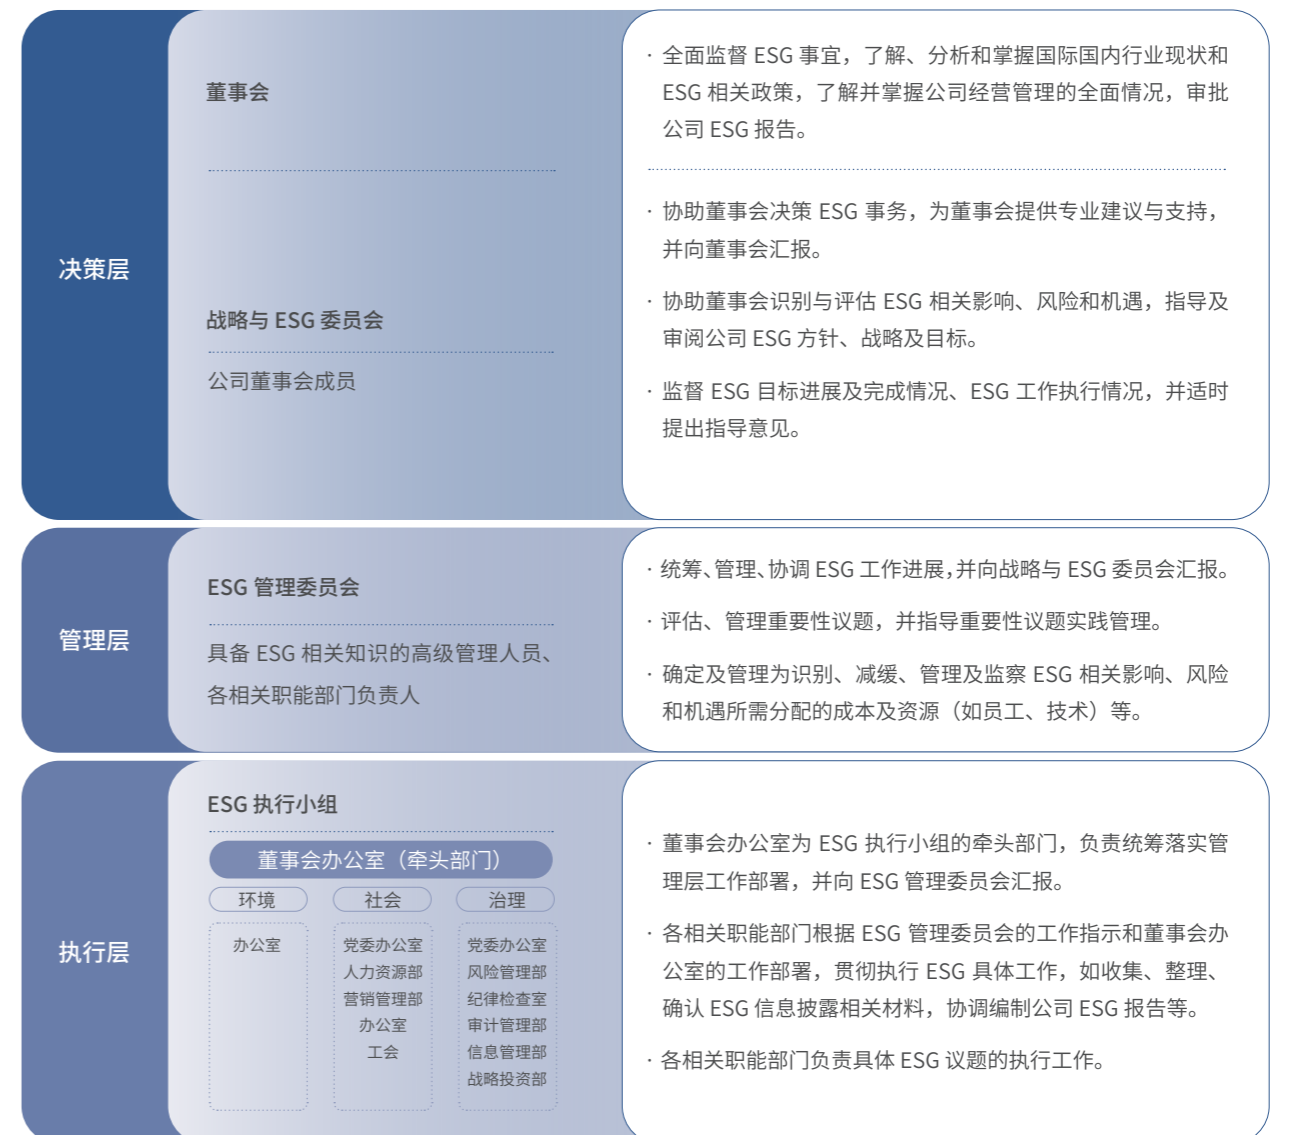 决策层
董事会
· 全面监督 ESG 事宜，了解、分析和掌握国际国内行业现状和
ESG 相关政策，了解并掌握公司经营管理的全面情况，审批
公司 ESG 报告。
战略与 ESG 委员会
公司董事会成员
· 协助董事会决策 ESG 事务，为董事会提供专业建议与支持，
并向董事会汇报。
· 协助董事会识别与评估 ESG 相关影响、风险和机遇，指导及
审阅公司 ESG 方针、战略及目标。
· 监督 ESG 目标进展及完成情况、ESG 工作执行情况，并适时
提出指导意见。
管理层
ESG 管理委员会
具备 ESG 相关知识的高级管理人员、
各相关职能部门负责人
· 统筹、管理、协调 ESG 工作进展，并向战略与 ESG 委员会汇报。
· 评估、管理重要性议题，并指导重要性议题实践管理。
· 确定及管理为识别、减缓、管理及监察 ESG 相关影响、风险
和机遇所需分配的成本及资源（如员工、技术）等。
执行层
ESG 执行小组
董事会办公室（牵头部门）
环境
办公室
社会
党委办公室
人力资源部
营销管理部
办公室
工会
治理
党委办公室
风险管理部
纪律检查室
审计管理部
信息管理部
战略投资部
· 董事会办公室为 ESG 执行小组的牵头部门，负责统筹落实管
理层工作部署，并向 ESG 管理委员会汇报。
· 各相关职能部门根据 ESG 管理委员会的工作指示和董事会办
公室的工作部署，贯彻执行 ESG 具体工作，如收集、整理、
确认 ESG 信息披露相关材料，协调编制公司 ESG 报告等。
· 各相关职能部门负责具体 ESG 议题的执行工作。